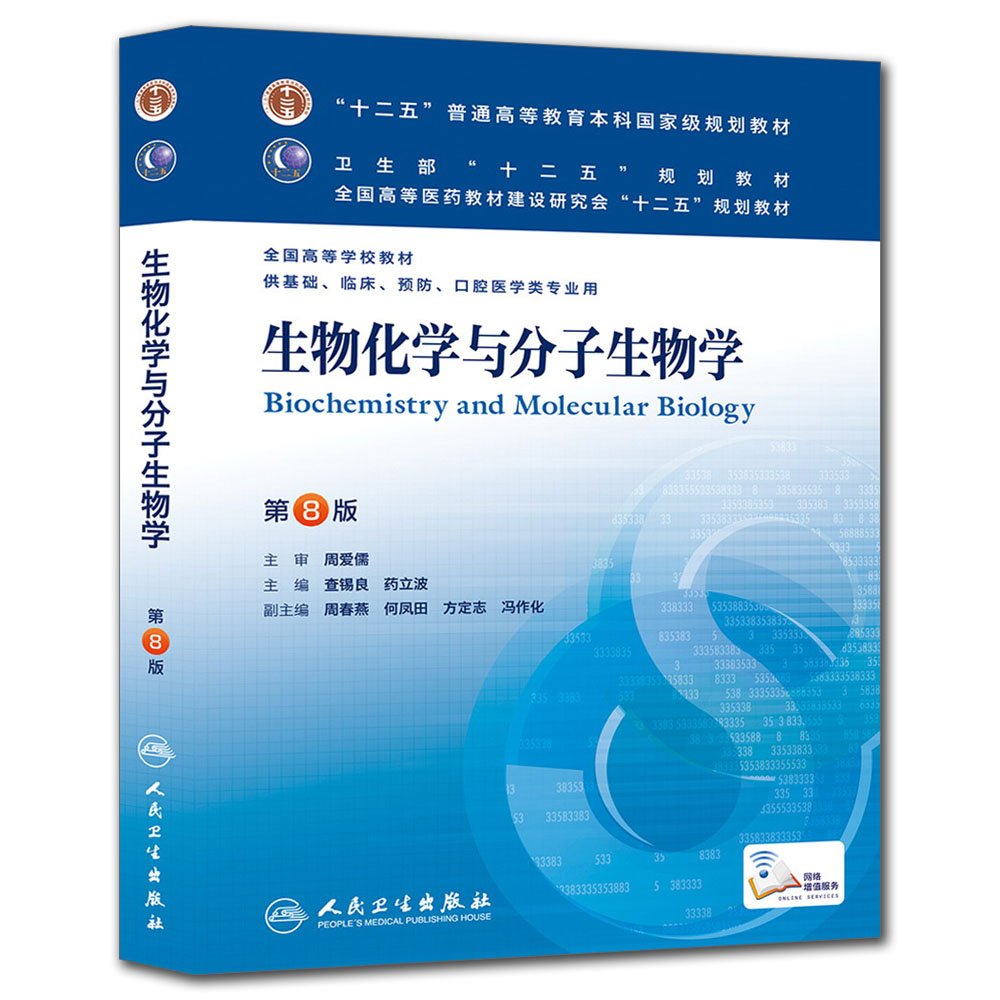 “十二五”普通高等教育本科国家级规划教材
卫生部“十二五”规划教材
全国高等医药教材建设研究会“十二五”规划教材
全国高等学校教材
供基础、临床、预防、口腔医学类专业用
生物化学与分子生物学
Biochemistry and Molecular Biology
第8版
主审 周爱儒
主编 查锡良 药立波
副主编 周春燕 何凤田 方定志 冯作化
人民卫生出版社
PEOPLE'S MEDICAL PUBLISHING HOUSE
网络
增值服务
ONLINE SERVICES
十二五
生物化学与分子生物学
第8版
人民卫生出版社